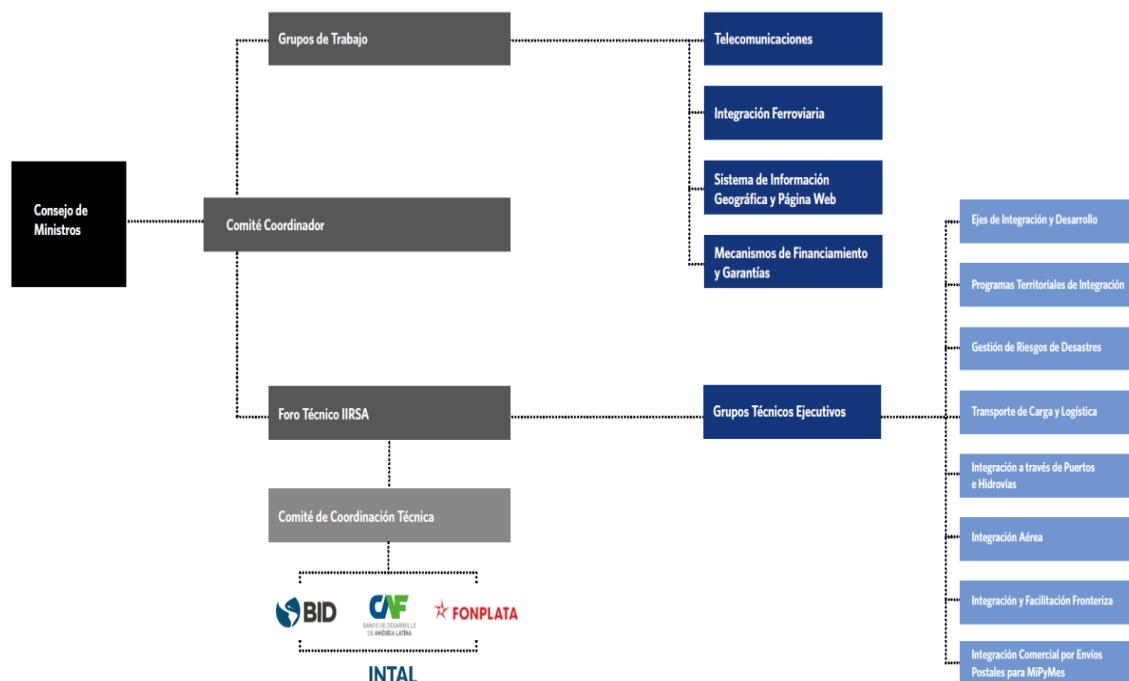 Grupos de Trabajo
Telecomunicaciones
Integración Ferroviaria
Sistema de Información
Geográfica y Página Web
Mecanismos de Financiamiento
y Garantías
Consejo de
Ministros
Comité Coordinador
Foro Técnico IIRSA
Grupos Técnicos Ejecutivos
Comité de Coordinación Técnica
BID
CAF
BANCO DE DESARROLLO
DE AMÉRICA LATINA
FONPLATA
INTAL
Ejes de Integración y Desarrollo
Programas Territoriales de Integración
Gestión de Riesgos de Desastres
Transporte de Carga y Logística
Integración a través de Puertos
e Hidrovías
Integración Aérea
Integración y Facilitación Fronteriza
Integración Comercial por Envíos
Postales para MiPyMes